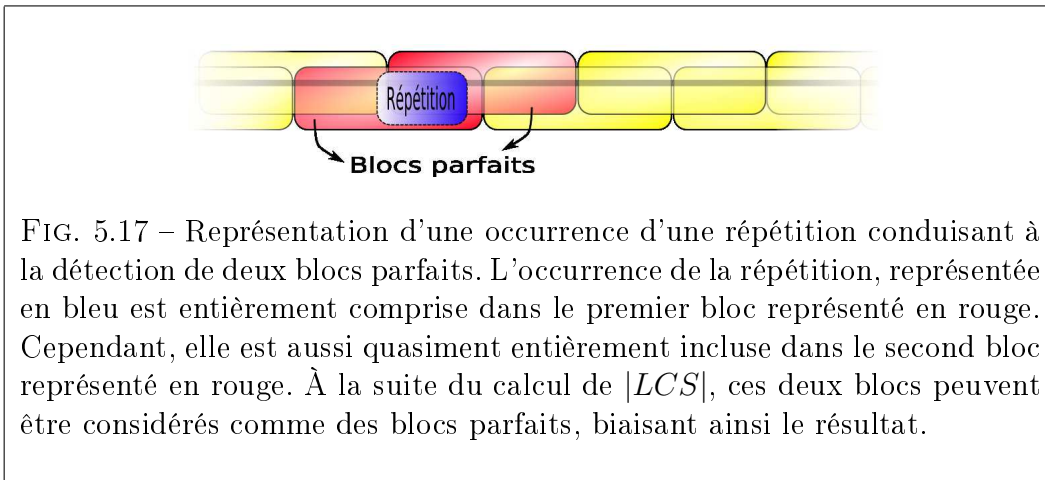 Répétition
Blocs parfaits
FIG. 5.17 – Représentation d'une occurrence d'une répétition conduisant à
la détection de deux blocs parfaits. L'occurrence de la répétition, représentée
en bleu est entièrement comprise dans le premier bloc représenté en rouge.
Cependant, elle est aussi quasiment entièrement incluse dans le second bloc
représenté en rouge. À la suite du calcul de |LCS|, ces deux blocs peuvent
être considérés comme des blocs parfaits, biaisant ainsi le résultat.